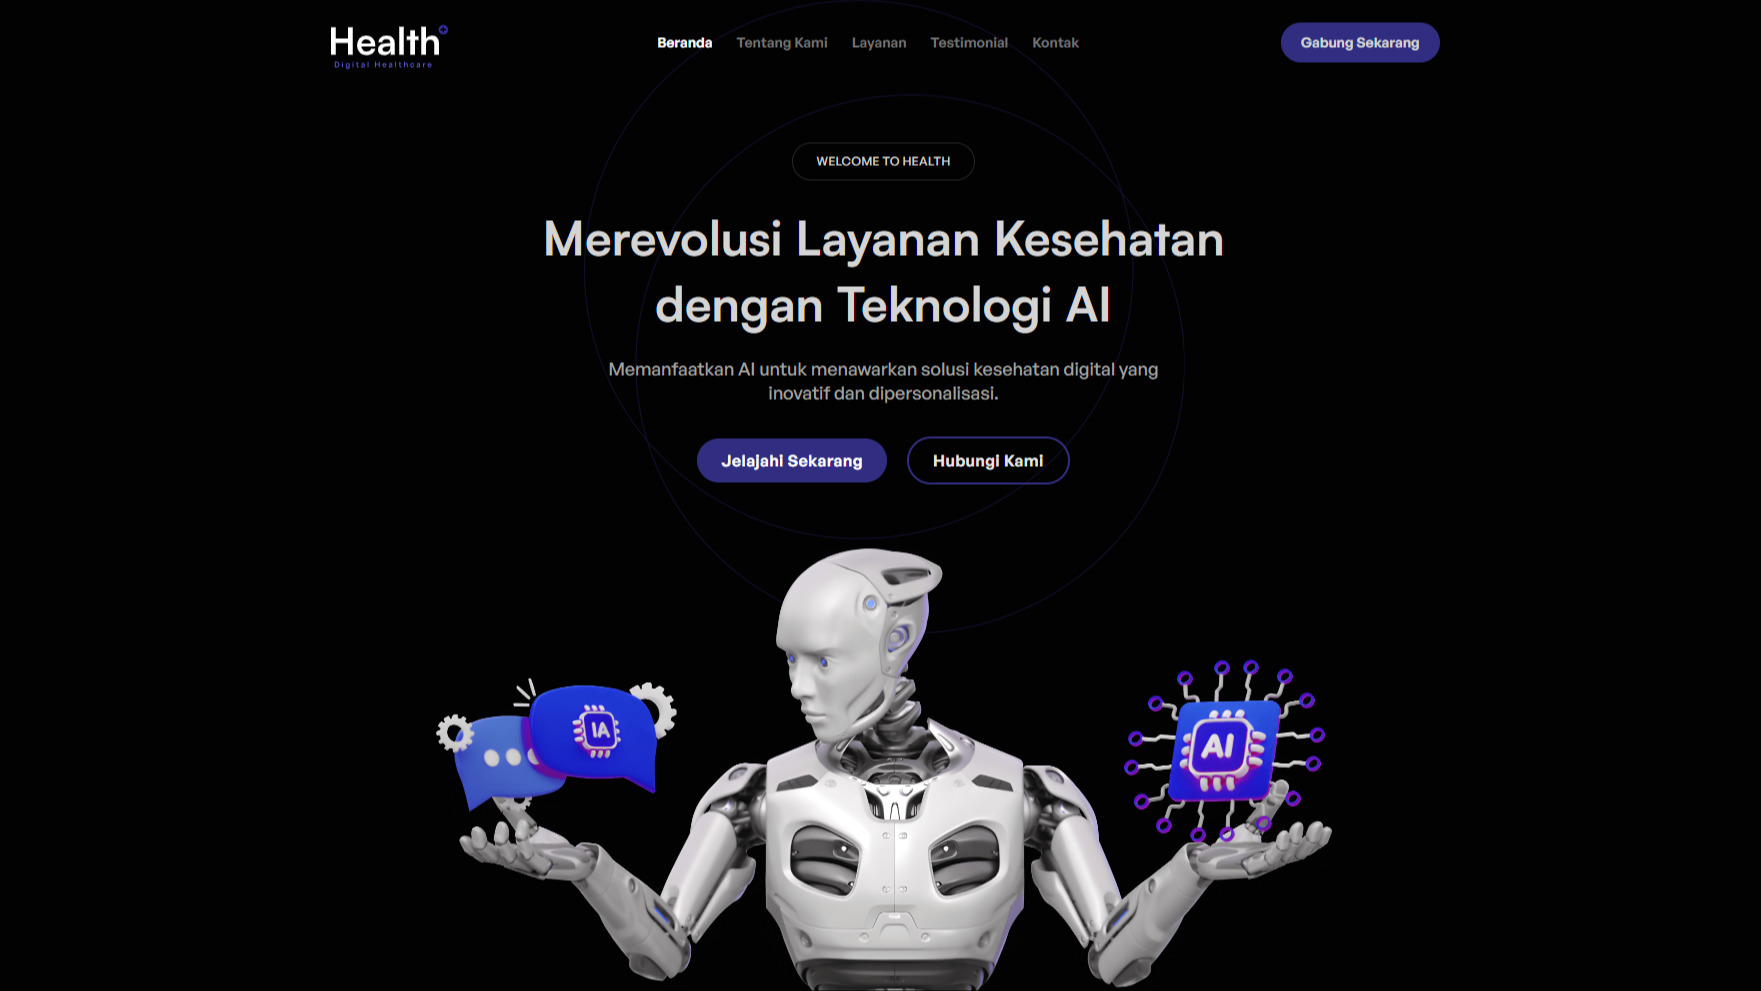 Health
Digital Healthcare
Beranda Tentang Kami Layanan Testimonial Kontak
Gabung Sekarang
WELCOME TO HEALTH
Merevolusi Layanan Kesehatan
dengan Teknologi AI
Memanfaatkan AI untuk menawarkan solusi kesehatan digital yang
inovatif dan dipersonalisasi.
Jelajahi Sekarang
Hubungi Kami
IA
AI